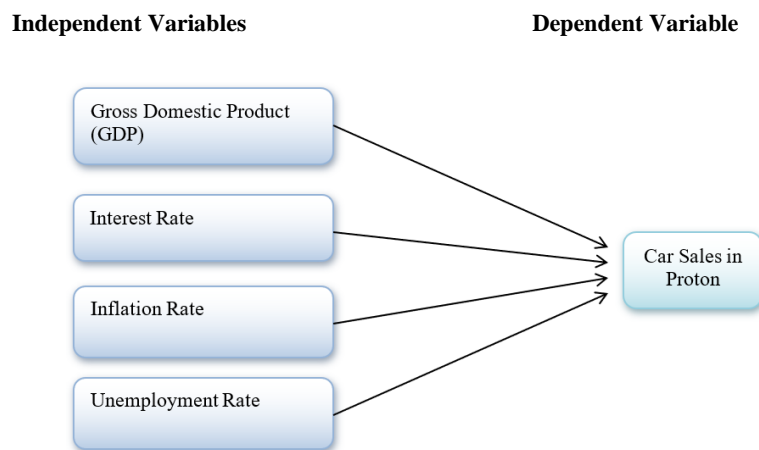 Independent Variables
Dependent Variable
Gross Domestic Product
(GDP)
Interest Rate
Inflation Rate
Unemployment Rate
Car Sales in
Proton